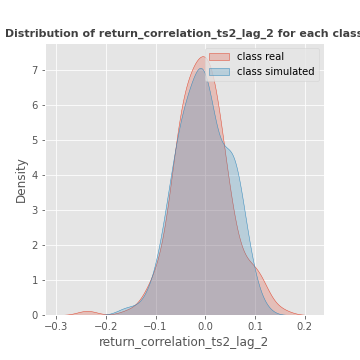 Distribution of return_correlation_ts2_lag_2 for each class
class real
class simulated
7
6
5
4
3
2
1
0
Density
−0.3 −0.2 −0.1 0.0 0.1 0.2
return_correlation_ts2_lag_2